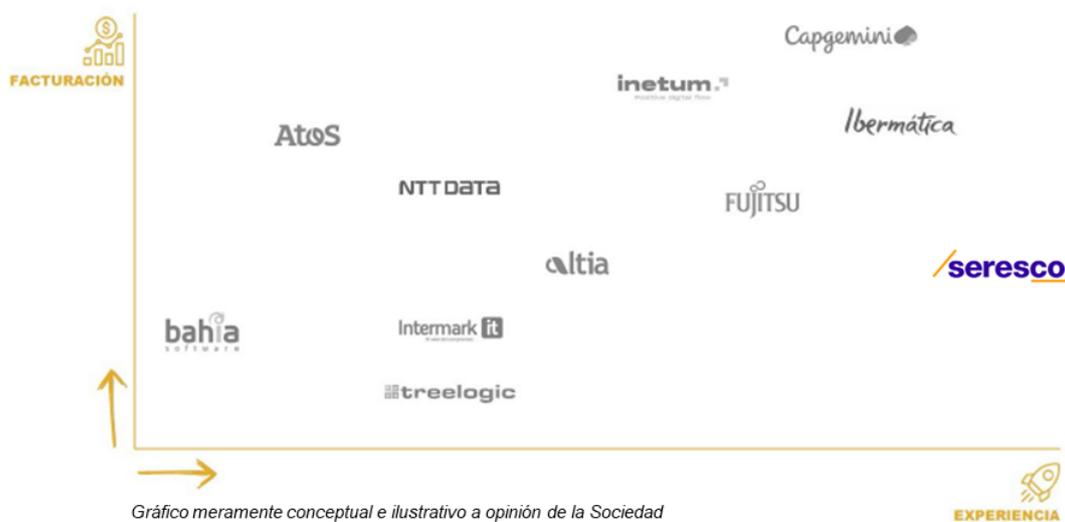 Capgemini
FACTURACIÓN
inetum.
Positive digital flow
Ibermática
Atos
NTT DATA
FUJITSU
altia
/seresco
bahia
software
Intermark it
treelogic
Gráfico meramente conceptual e ilustrativo a opinión de la Sociedad
EXPERIENCIA